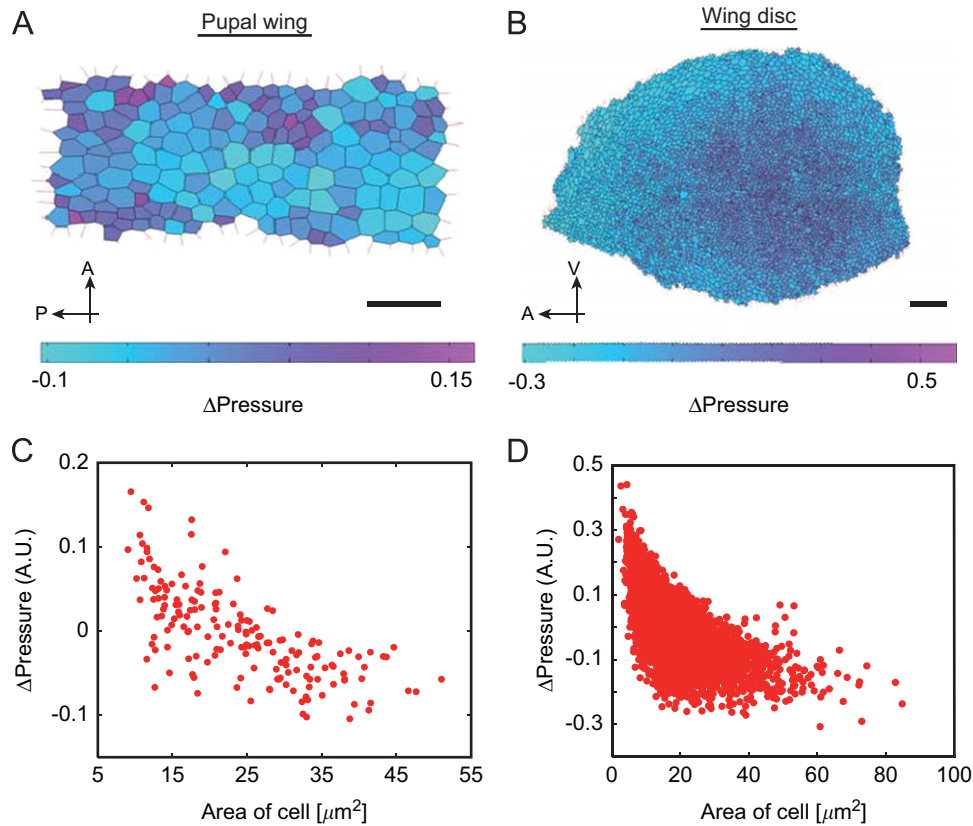 A
Pupal wing
B
Wing disc
A
P
V
A
-0.1
0.15
ΔPressure
-0.3
0.5
ΔPressure
C
0.2
0.1
0
-0.1
ΔPressure (A.U.)
5
15
25
35
45
55
Area of cell [μm²]
D
0.5
0.3
0.1
-0.1
-0.3
ΔPressure (A.U.)
0
20
40
60
80
100
Area of cell [μm²]